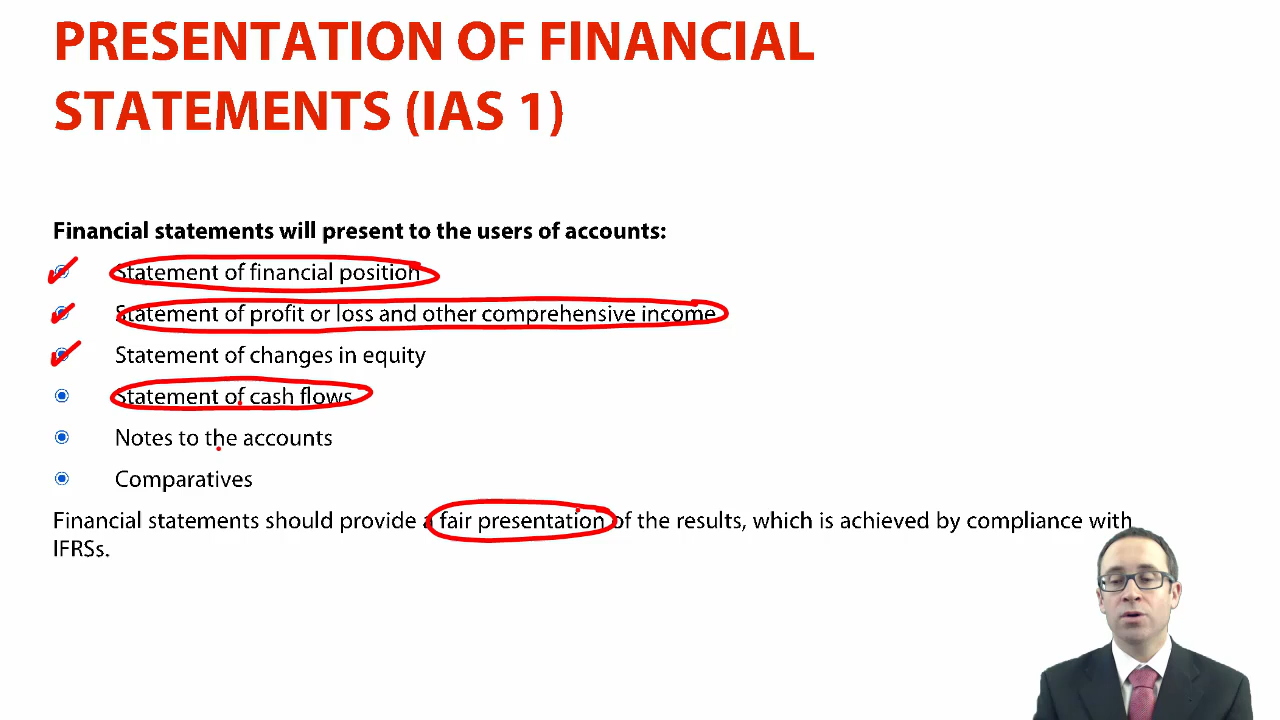 PRESENTATION OF FINANCIAL
STATEMENTS (IAS 1)
Financial statements will present to the users of accounts:
Statement of financial position
Statement of profit or loss and other comprehensive income
Statement of changes in equity
Statement of cash flows
Notes to the accounts
Comparatives
Financial statements should provide a fair presentation of the results, which is achieved by compliance with
IFRSs.